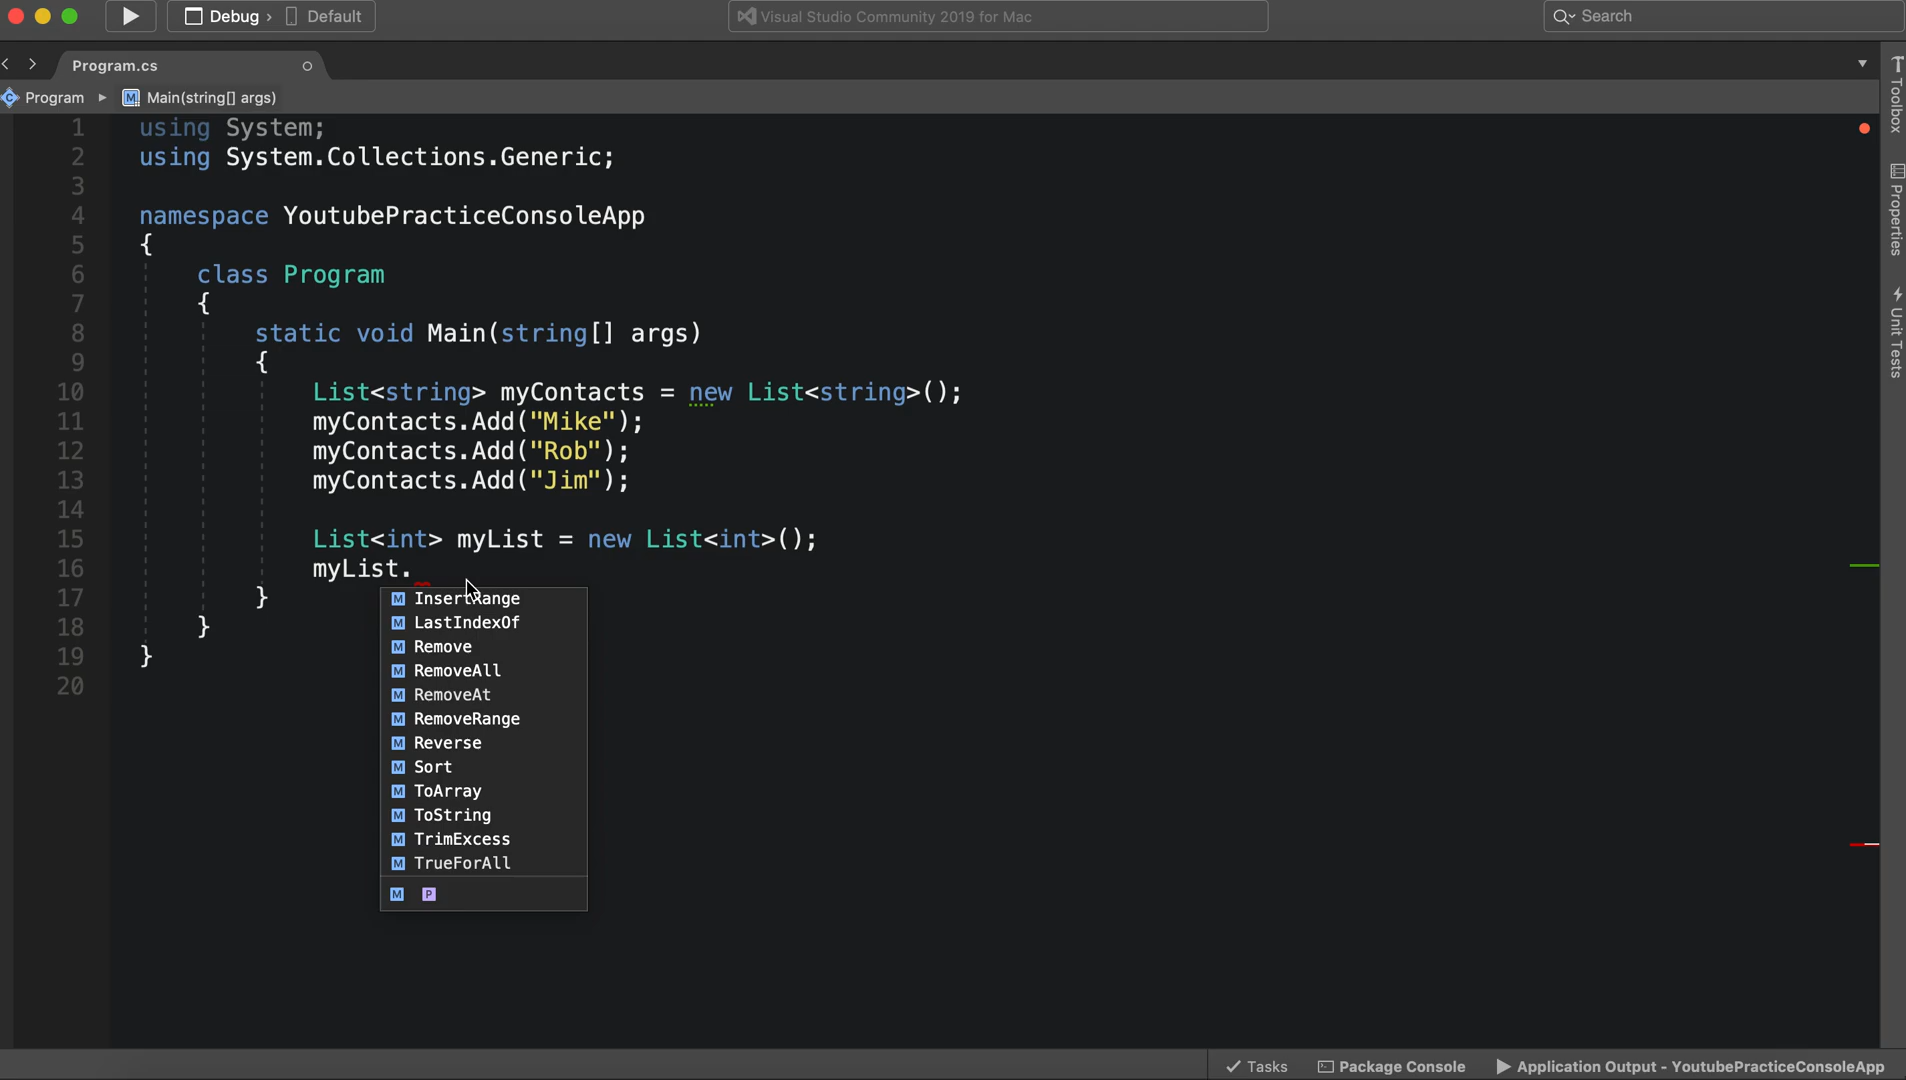 Debug › Default
Visual Studio Community 2019 for Mac
Search
Program.cs
Program ▸ M Main(string[] args)
1 using System;
2 using System.Collections.Generic;
3
4 namespace YoutubePracticeConsoleApp
5 {
6 class Program
7 {
8 static void Main(string[] args)
9 {
10 List<string> myContacts = new List<string>();
11 myContacts.Add("Mike");
12 myContacts.Add("Rob");
13 myContacts.Add("Jim");
14
15 List<int> myList = new List<int>();
16 myList.
17 }
18 }
19 }
20
M InsertRange
M LastIndexOf
M Remove
M RemoveAll
M RemoveAt
M RemoveRange
M Reverse
M Sort
M ToArray
M ToString
M TrimExcess
M TrueForAll
M P
Toolbox
Properties
Unit Tests
Tasks
Package Console
Application Output - YoutubePracticeConsoleApp